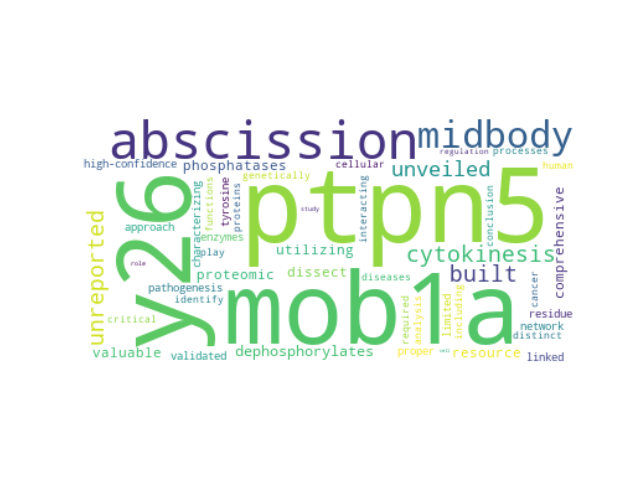 abscission
midbody
regulation
processes
high-confidence
phosphatases
cellular
unveiled
human
genetically
ptpn5
y26
unreported
characterizing
functions
tyrosine
proteins
interacting
conclusion
comprehensive
approach
enzymes
study
play
utilizing
cytokinesis
role
proteomic
dissect
diseases
built
pathogenesis
identify
mob1a
cancer
required
analysis
limited
including
residue
network
distinct
critical
valuable
validated
dephosphorylates
proper
cell
resource
linked